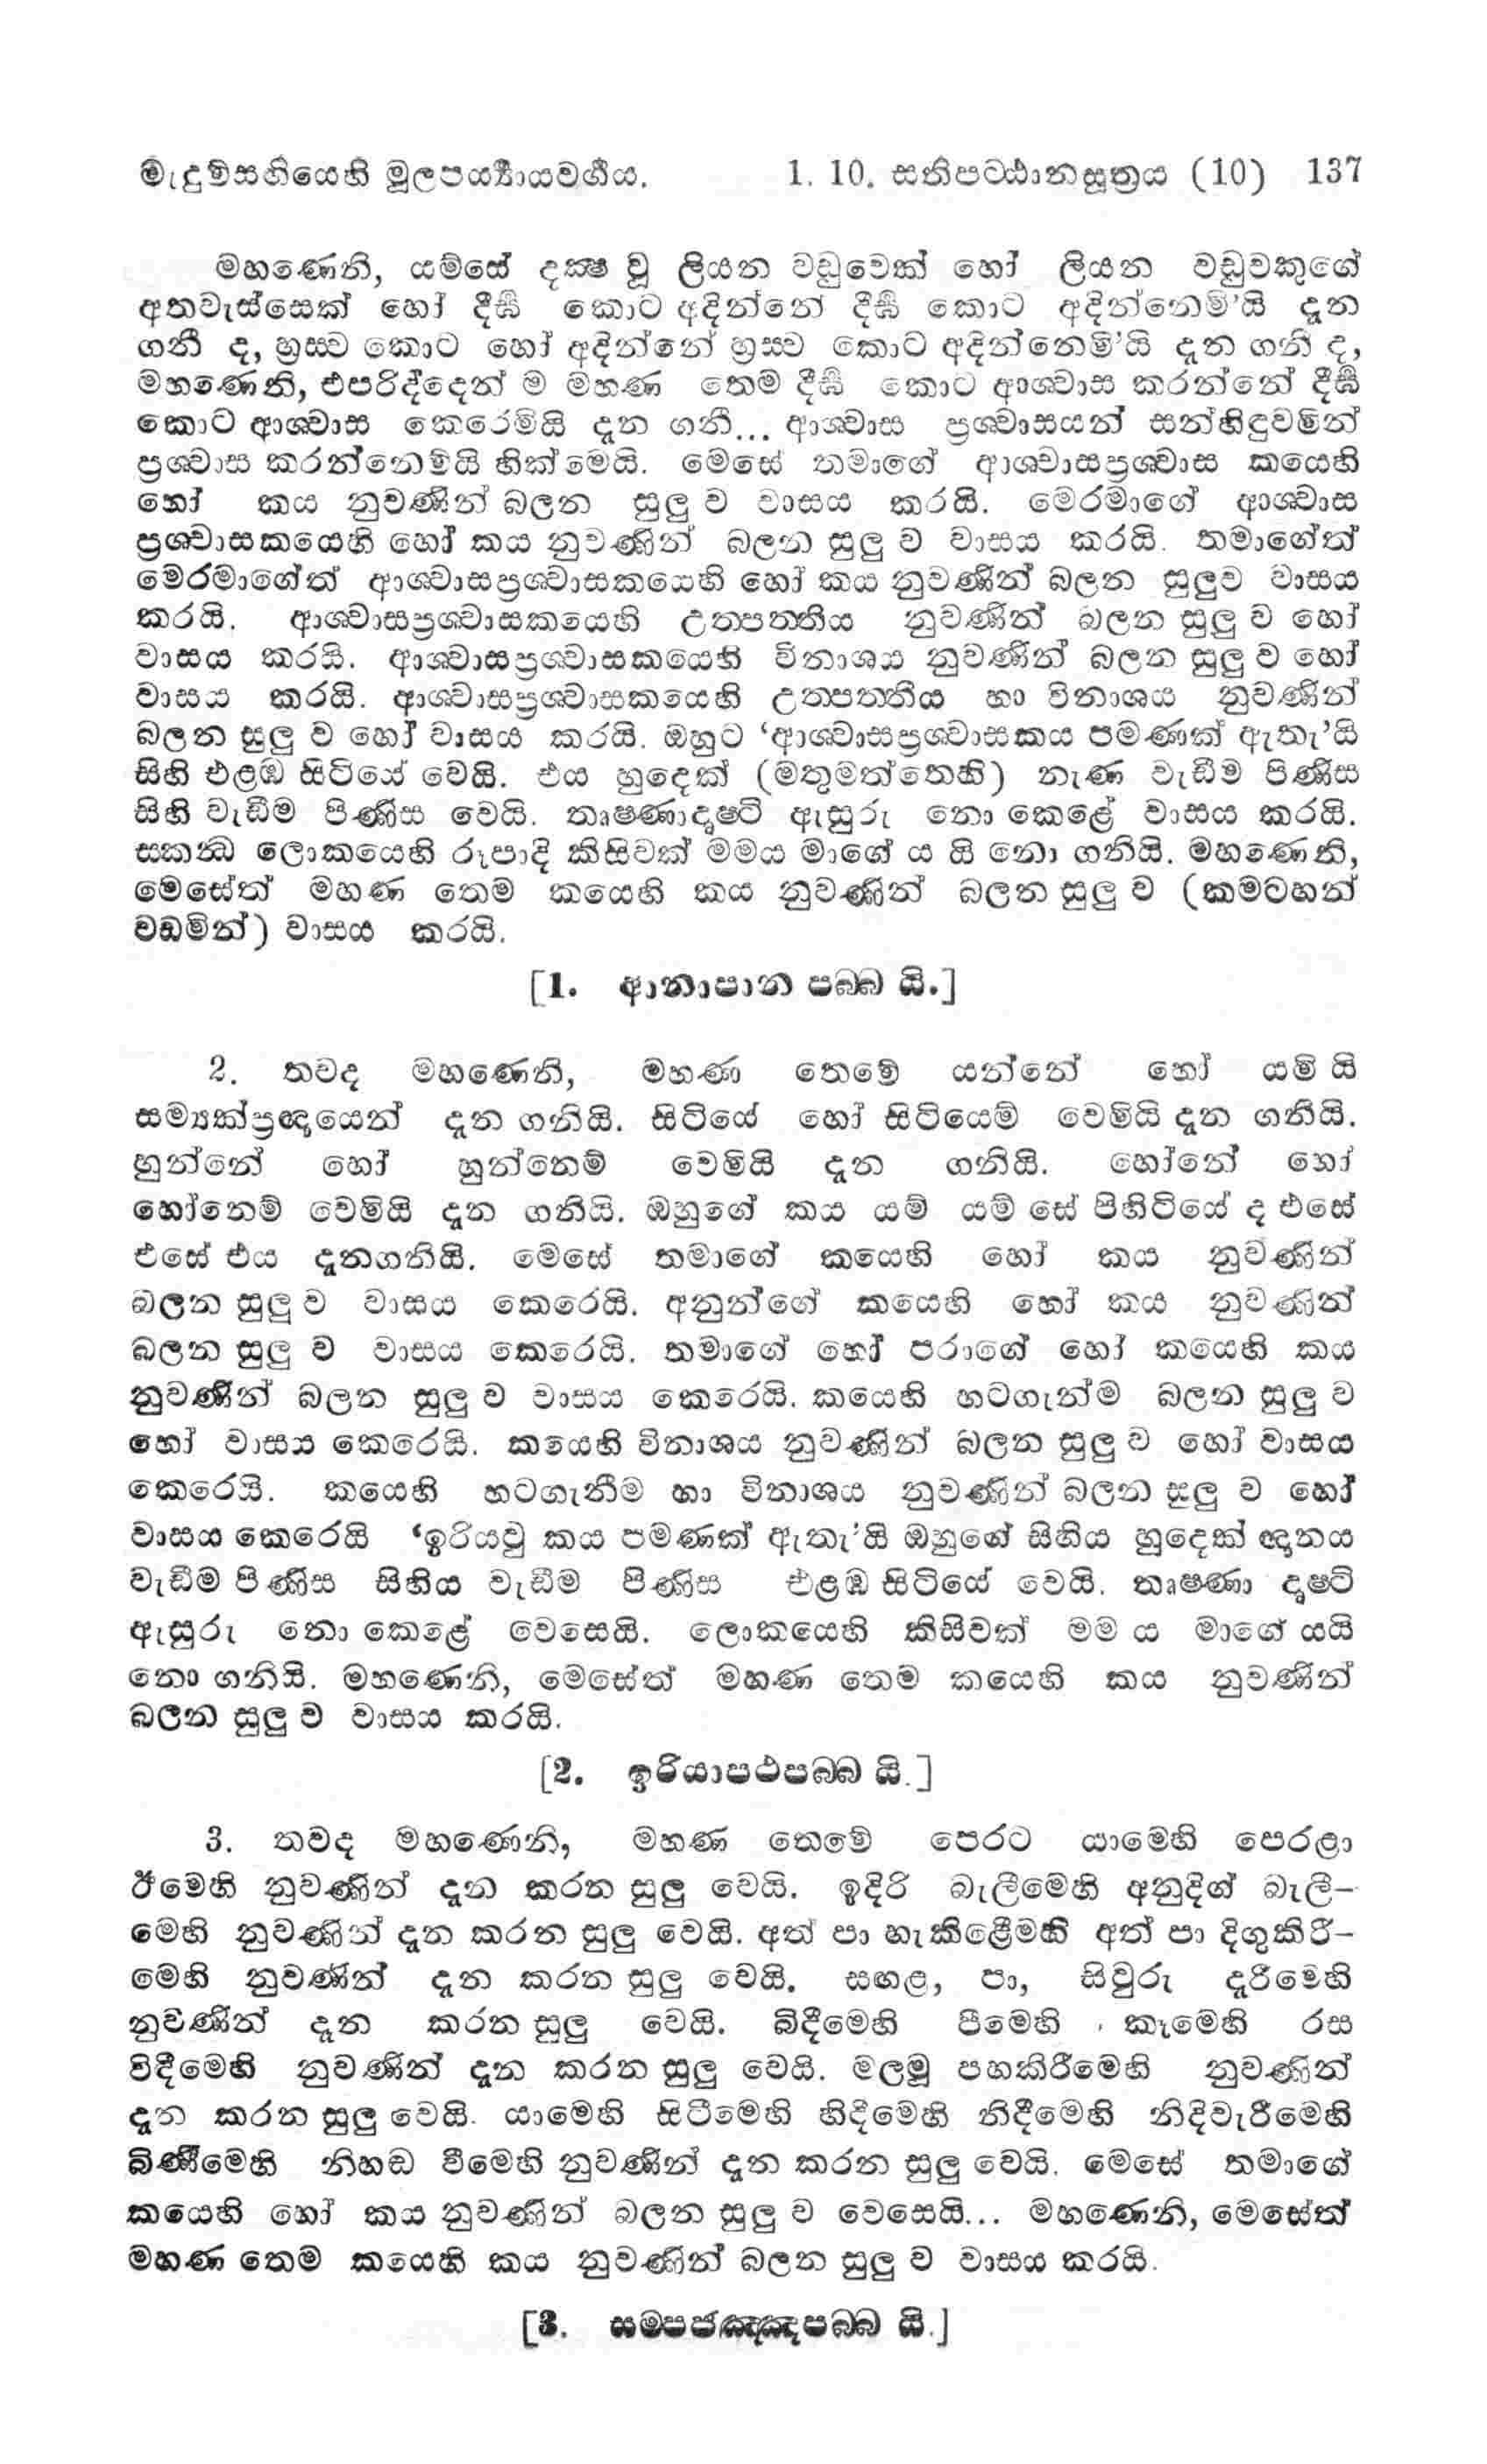 මැදුම්සඟියෙහි මූලපර්‍ය්‍යායවර්‍ගය. 1. 10. සතිපට්ඨානසූත්‍රය (10) 137
මහණෙනි, යම්සේ දක්‍ෂ වූ ලියන වඩුවෙක් හෝ ලියන වඩුවකුගේ
අතවැස්සෙක් හෝ දීර්‍ඝ කොට අදින්නේ දීර්‍ඝ කොට අදින්නෙමි'යි දැන
ගනී ද, හ්‍රස්ව කොට හෝ අදින්නේ හ්‍රස්ව කොට අදින්නෙමි'යි දැන ගනී ද,
මහණෙනි, එපරිද්දෙන් ම මහණ තෙම දීර්‍ඝ කොට ආශ්වාස කරන්නේ දීර්‍ඝ
කොට ආශ්වාස කෙරෙමියි දැන ගනී... ආශ්වාස ප්‍රශ්වාසයන් සන්හිඳුවමින්
ප්‍රශ්වාස කරන්නෙමියි හික්මෙයි. මෙසේ තමාගේ ආශ්වාසප්‍රශ්වාස කයෙහි
හෝ කය නුවණින් බලන සුලු ව වාසය කරයි. මෙරමාගේ ආශ්වාස
ප්‍රශ්වාසකයෙහි හෝ කය නුවණින් බලන සුලු ව වාසය කරයි. තමාගේත්
මෙරමාගේත් ආශ්වාසප්‍රශ්වාසකයෙහි හෝ කය නුවණින් බලන සුලුව වාසය
කරයි. ආශ්වාසප්‍රශ්වාසකයෙහි උත්පත්තිය නුවණින් බලන සුලු ව හෝ
වාසය කරයි. ආශ්වාසප්‍රශ්වාසකයෙහි විනාශය නුවණින් බලන සුලු ව හෝ
වාසය කරයි. ආශ්වාසප්‍රශ්වාසකයෙහි උත්පත්තිය හා විනාශය නුවණින්
බලන සුලු ව හෝ වාසය කරයි. ඔහුට 'ආශ්වාසප්‍රශ්වාසකය පමණක් ඇතැ'යි
සිහි එළඹ සිටියේ වෙයි. එය හුදෙක් (මතුමත්තෙහි) නැණ වැඩීම පිණිස
සිහි වැඩීම පිණිස වෙයි. තෘෂ්ණාදෘෂ්ටි ඇසුරු නො කෙළේ වාසය කරයි.
ස්කන්‍ධ ලොකයෙහි රූපාදි කිසිවක් මමය මාගේ ය යි නො ගනියි. මහණෙනි,
මෙසේත් මහණ තෙම කයෙහි කය නුවණින් බලන සුලු ව (කමටහන්
වඩමින්) වාසය කරයි.
[1. ආනාපාන පබ්බ යි.]
2. තවද මහණෙනි, මහණ තෙමේ යන්නේ හෝ යමි යි
සම්‍යක්ප්‍රඥායෙන් දැන ගනියි. සිටියේ හෝ සිටියෙම් වෙමියි දැන ගනියි.
හුන්නේ හෝ හුන්නෙම් වෙමියි දැන ගනියි. හෝනේ හෝ
හෝනෙම් වෙමියි දැන ගනියි. ඔහුගේ කය යම් යම් සේ පිහිටියේ ද එසේ
එසේ එය දැනගනියි. මෙසේ තමාගේ කයෙහි හෝ කය නුවණින්
බලන සුලු ව වාසය කෙරෙයි. අනුන්ගේ කයෙහි හෝ කය නුවණින්
බලන සුලු ව වාසය කෙරෙයි. තමාගේ හෝ පරාගේ හෝ කයෙහි කය
නුවණින් බලන සුලු ව වාසය කෙරෙයි. කයෙහි හටගැන්ම බලන සුලු ව
හෝ වාසය කෙරෙයි. කයෙහි විනාශය නුවණින් බලන සුලු ව හෝ වාසය
කෙරෙයි. කයෙහි හටගැනීම හා විනාශය නුවණින් බලන සුලු ව හෝ
වාසය කෙරෙයි 'ඉරියවු කය පමණක් ඇතැ'යි ඔහුගේ සිහිය හුදෙක් ඥානය
වැඩීම පිණිස සිහිය වැඩීම පිණිස එළඹ සිටියේ වෙයි. තෘෂ්ණා දෘෂ්ටි
ඇසුරු නො කෙළේ වෙසෙයි. ලොකයෙහි කිසිවක් මම ය මාගේ යයි
නො ගනියි. මහණෙනි, මෙසේත් මහණ තෙම කයෙහි කය නුවණින්
බලන සුලු ව වාසය කරයි.
[2. ඉරියාපථපබ්බ යි.]
3. තවද මහණෙනි, මහණ තෙමේ පෙරට යාමෙහි පෙරළා
ඊමෙහි නුවණින් දැන කරන සුලු වෙයි. ඉදිරි බැලීමෙහි අනුදිග් බැලී-
මෙහි නුවණින් දැන කරන සුලු වෙයි. අත් පා හැකිළීමෙහි අත් පා දිගුකිරී-
මෙහි නුවණින් දැන කරන සුලු වෙයි. සඟළ, පා, සිවුරු දැරීමෙහි
නුවණින් දැන කරන සුලු වෙයි. බිදීමෙහි පීමෙහි කෑමෙහි රස
විදීමෙහි නුවණින් දැන කරන සුලු වෙයි. මලමූ පහකිරීමෙහි නුවණින්
දැන කරන සුලු වෙයි. යාමෙහි සිටීමෙහි හිදීමෙහි නිදීමෙහි නිදිවැරීමෙහි
බිණීමෙහි නිහඬ වීමෙහි නුවණින් දැන කරන සුලු වෙයි. මෙසේ තමාගේ
කයෙහි හෝ කය නුවණින් බලන සුලු ව වෙසෙයි... මහණෙනි, මෙසේත්
මහණ තෙම කයෙහි කය නුවණින් බලන සුලු ව වාසය කරයි.
[3. සම්පජඤ්ඤපබ්බ යි.]